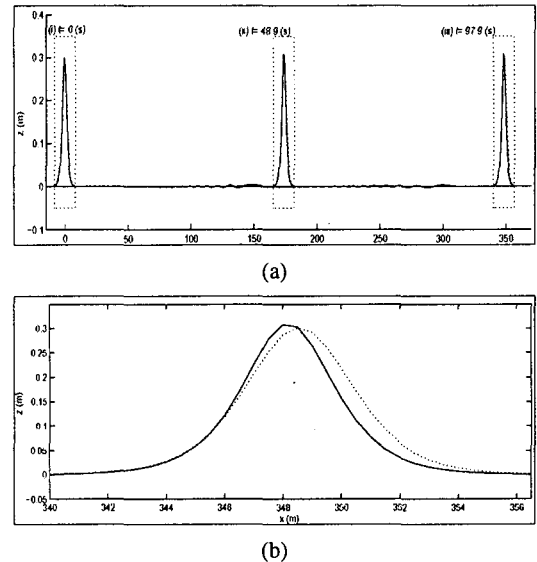 (i) t= 0 (s) (ii) t= 48 9 (s) (iii) t= 97 9 (s)
0.4
0.3
0.2
0.1
0
-0.1
z (m)
0 50 100 150 200 250 300 350
(a)
0.3
0.25
0.2
0.15
0.1
0.05
0
-0.05
z (m)
340 342 344 346 348 350 352 354 356
x (m)
(b)